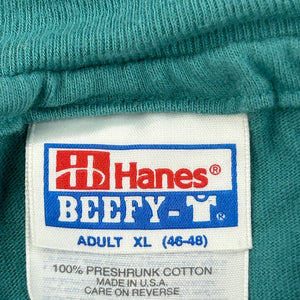 Hanes®
BEEFY-T®
ADULT XL (46-48)
100% PRESHRUNK COTTON
MADE IN U.S.A.
CARE ON REVERSE